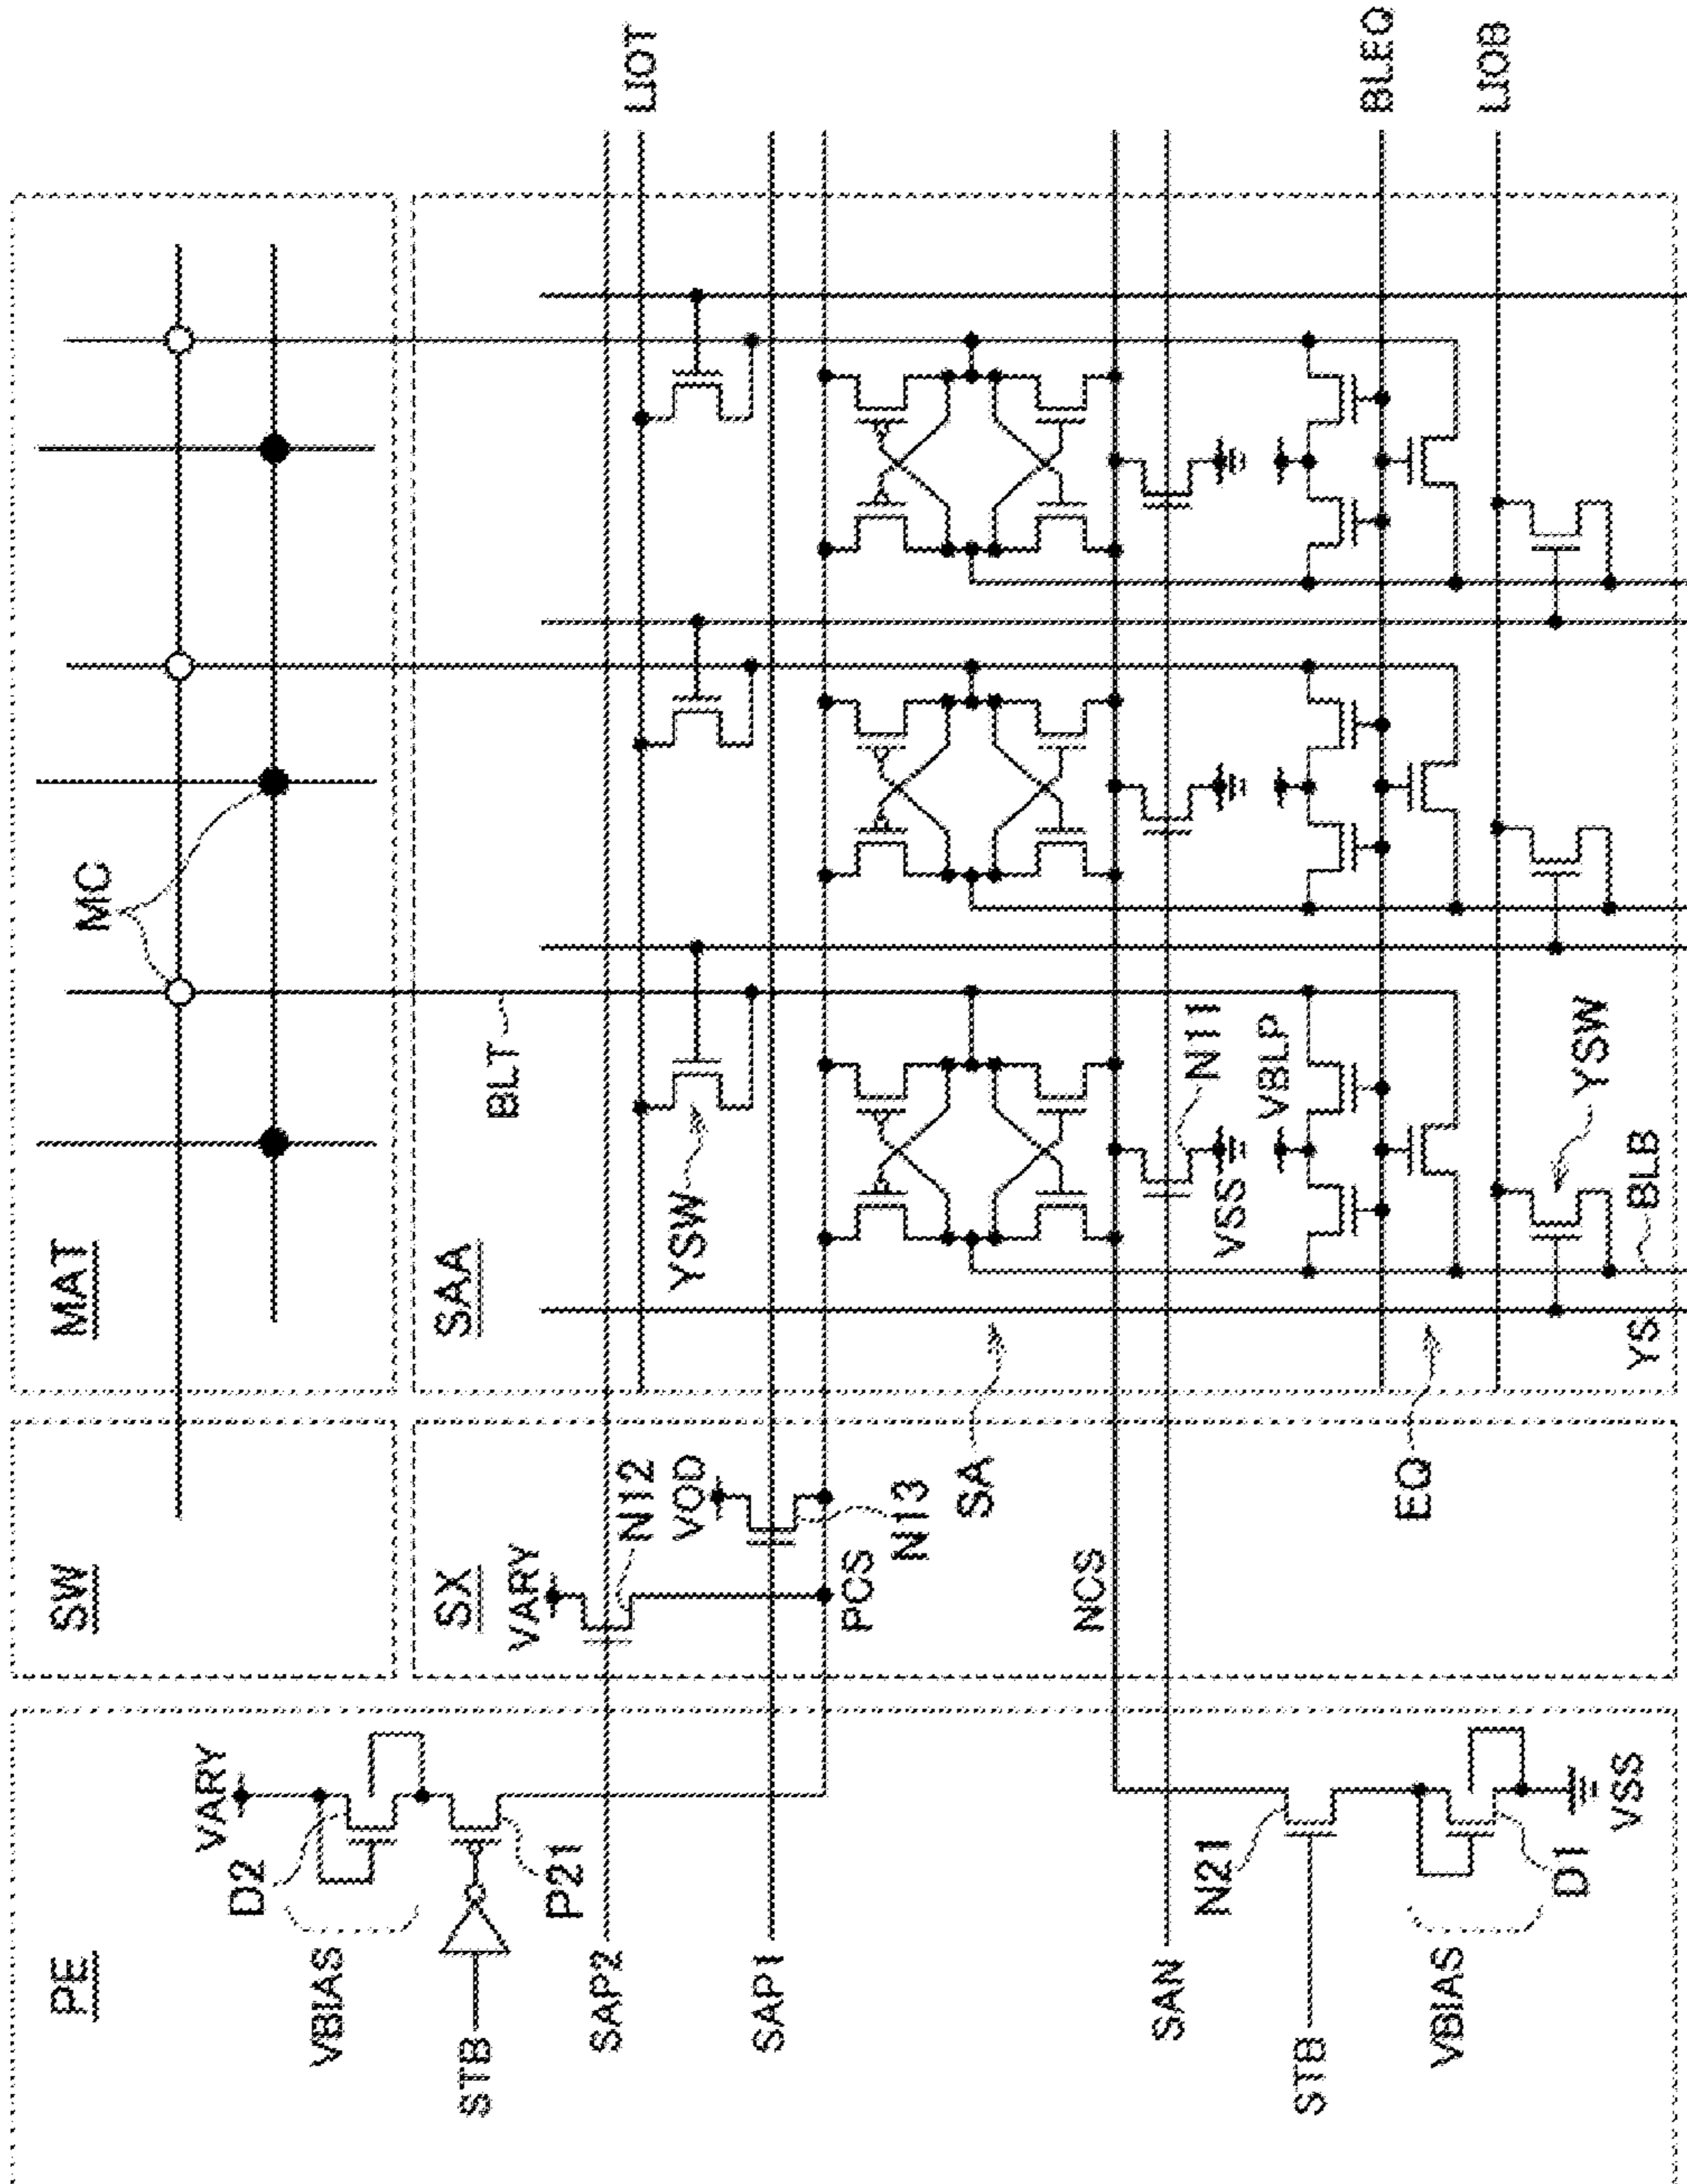 PE
SW
MAT
VARY
D2
VBIAS
STB
P21
SAP2
SAP1
SAN
STB
N21
VBIAS
D1
VSS
SX
VARY
N12
VOD
N13
PCS
NCS
SA
EQ
MC
SAA
BLT
YSW
N11
VSS
VBLP
YSW
BLB
YS
LIOT
BLEQ
LIOB